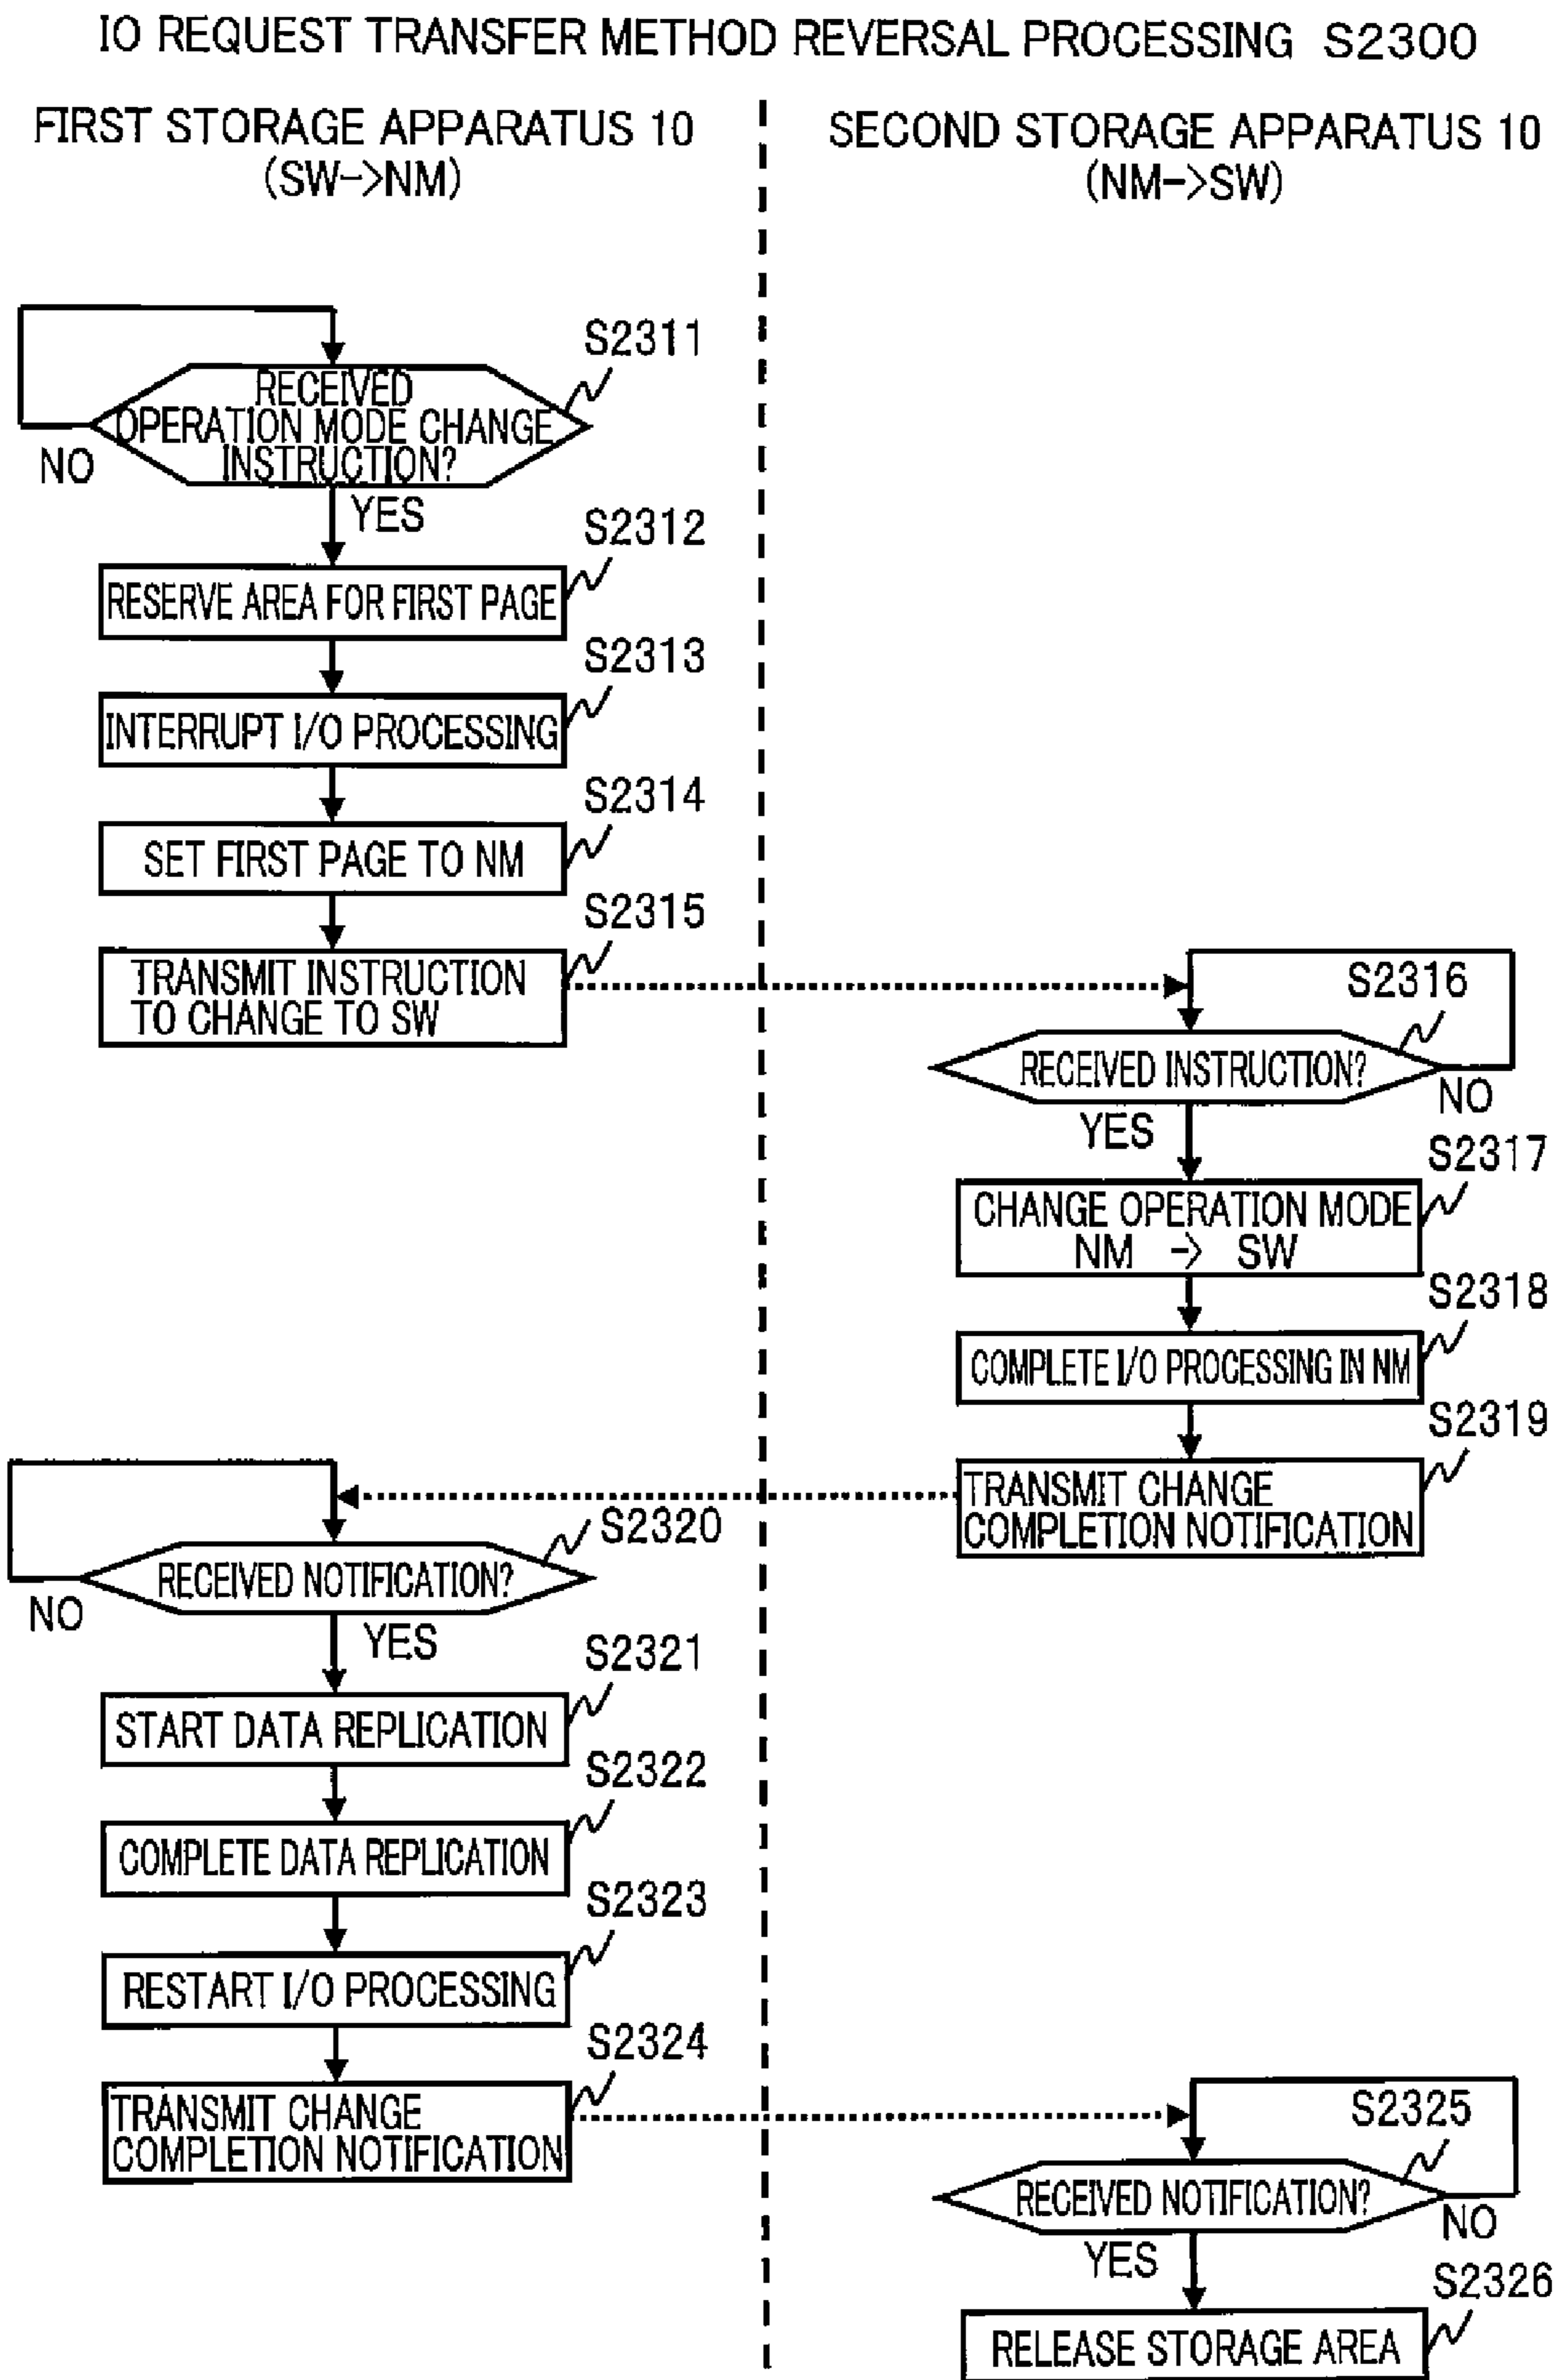 IO REQUEST TRANSFER METHOD REVERSAL PROCESSING S2300
FIRST STORAGE APPARATUS 10
(SW->NM)
SECOND STORAGE APPARATUS 10
(NM->SW)
S2311
RECEIVED
OPERATION MODE CHANGE
INSTRUCTION?
NO
YES
S2312
RESERVE AREA FOR FIRST PAGE
S2313
INTERRUPT I/O PROCESSING
S2314
SET FIRST PAGE TO NM
S2315
TRANSMIT INSTRUCTION
TO CHANGE TO SW
S2316
RECEIVED INSTRUCTION?
NO
YES
S2317
CHANGE OPERATION MODE
NM -> SW
S2318
COMPLETE I/O PROCESSING IN NM
S2319
TRANSMIT CHANGE
COMPLETION NOTIFICATION
S2320
RECEIVED NOTIFICATION?
NO
YES
S2321
START DATA REPLICATION
S2322
COMPLETE DATA REPLICATION
S2323
RESTART I/O PROCESSING
S2324
TRANSMIT CHANGE
COMPLETION NOTIFICATION
S2325
RECEIVED NOTIFICATION?
NO
YES
S2326
RELEASE STORAGE AREA